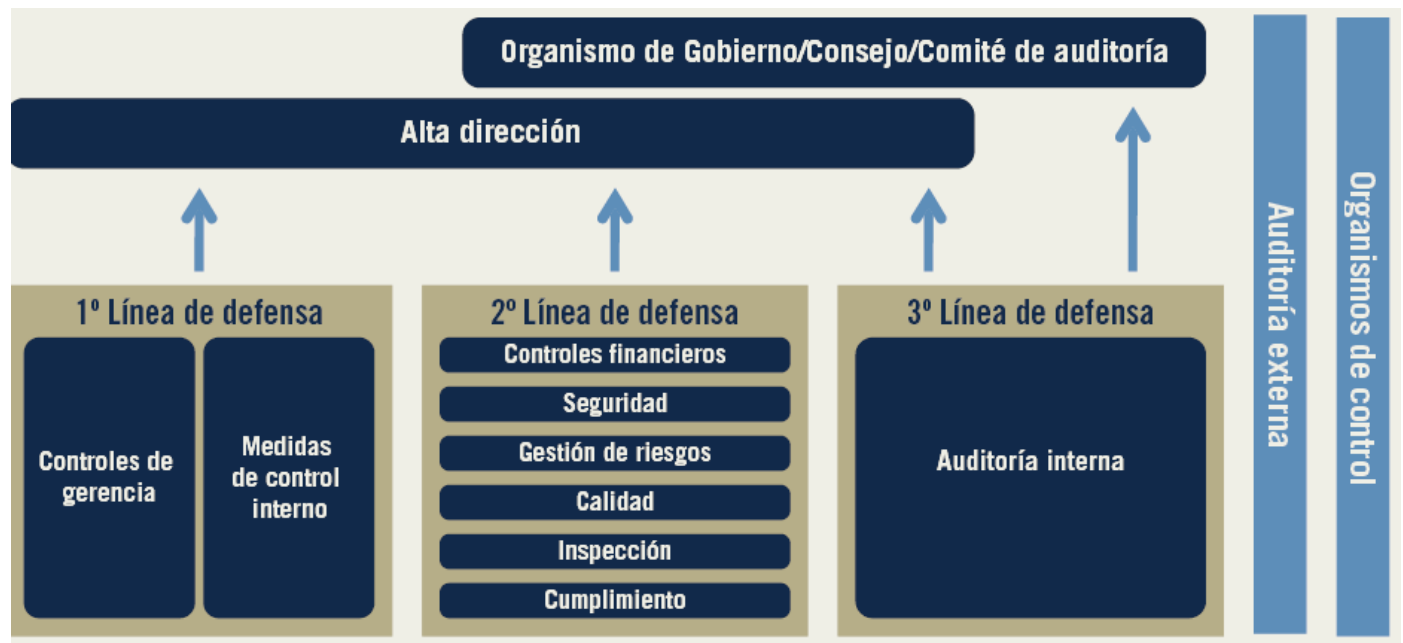 Organismo de Gobierno/Consejo/Comité de auditoría
Alta dirección
1º Línea de defensa
Controles de
gerencia
Medidas
de control
interno
2º Línea de defensa
Controles financieros
Seguridad
Gestión de riesgos
Calidad
Inspección
Cumplimiento
3º Línea de defensa
Auditoría interna
Auditoría externa
Organismos de control